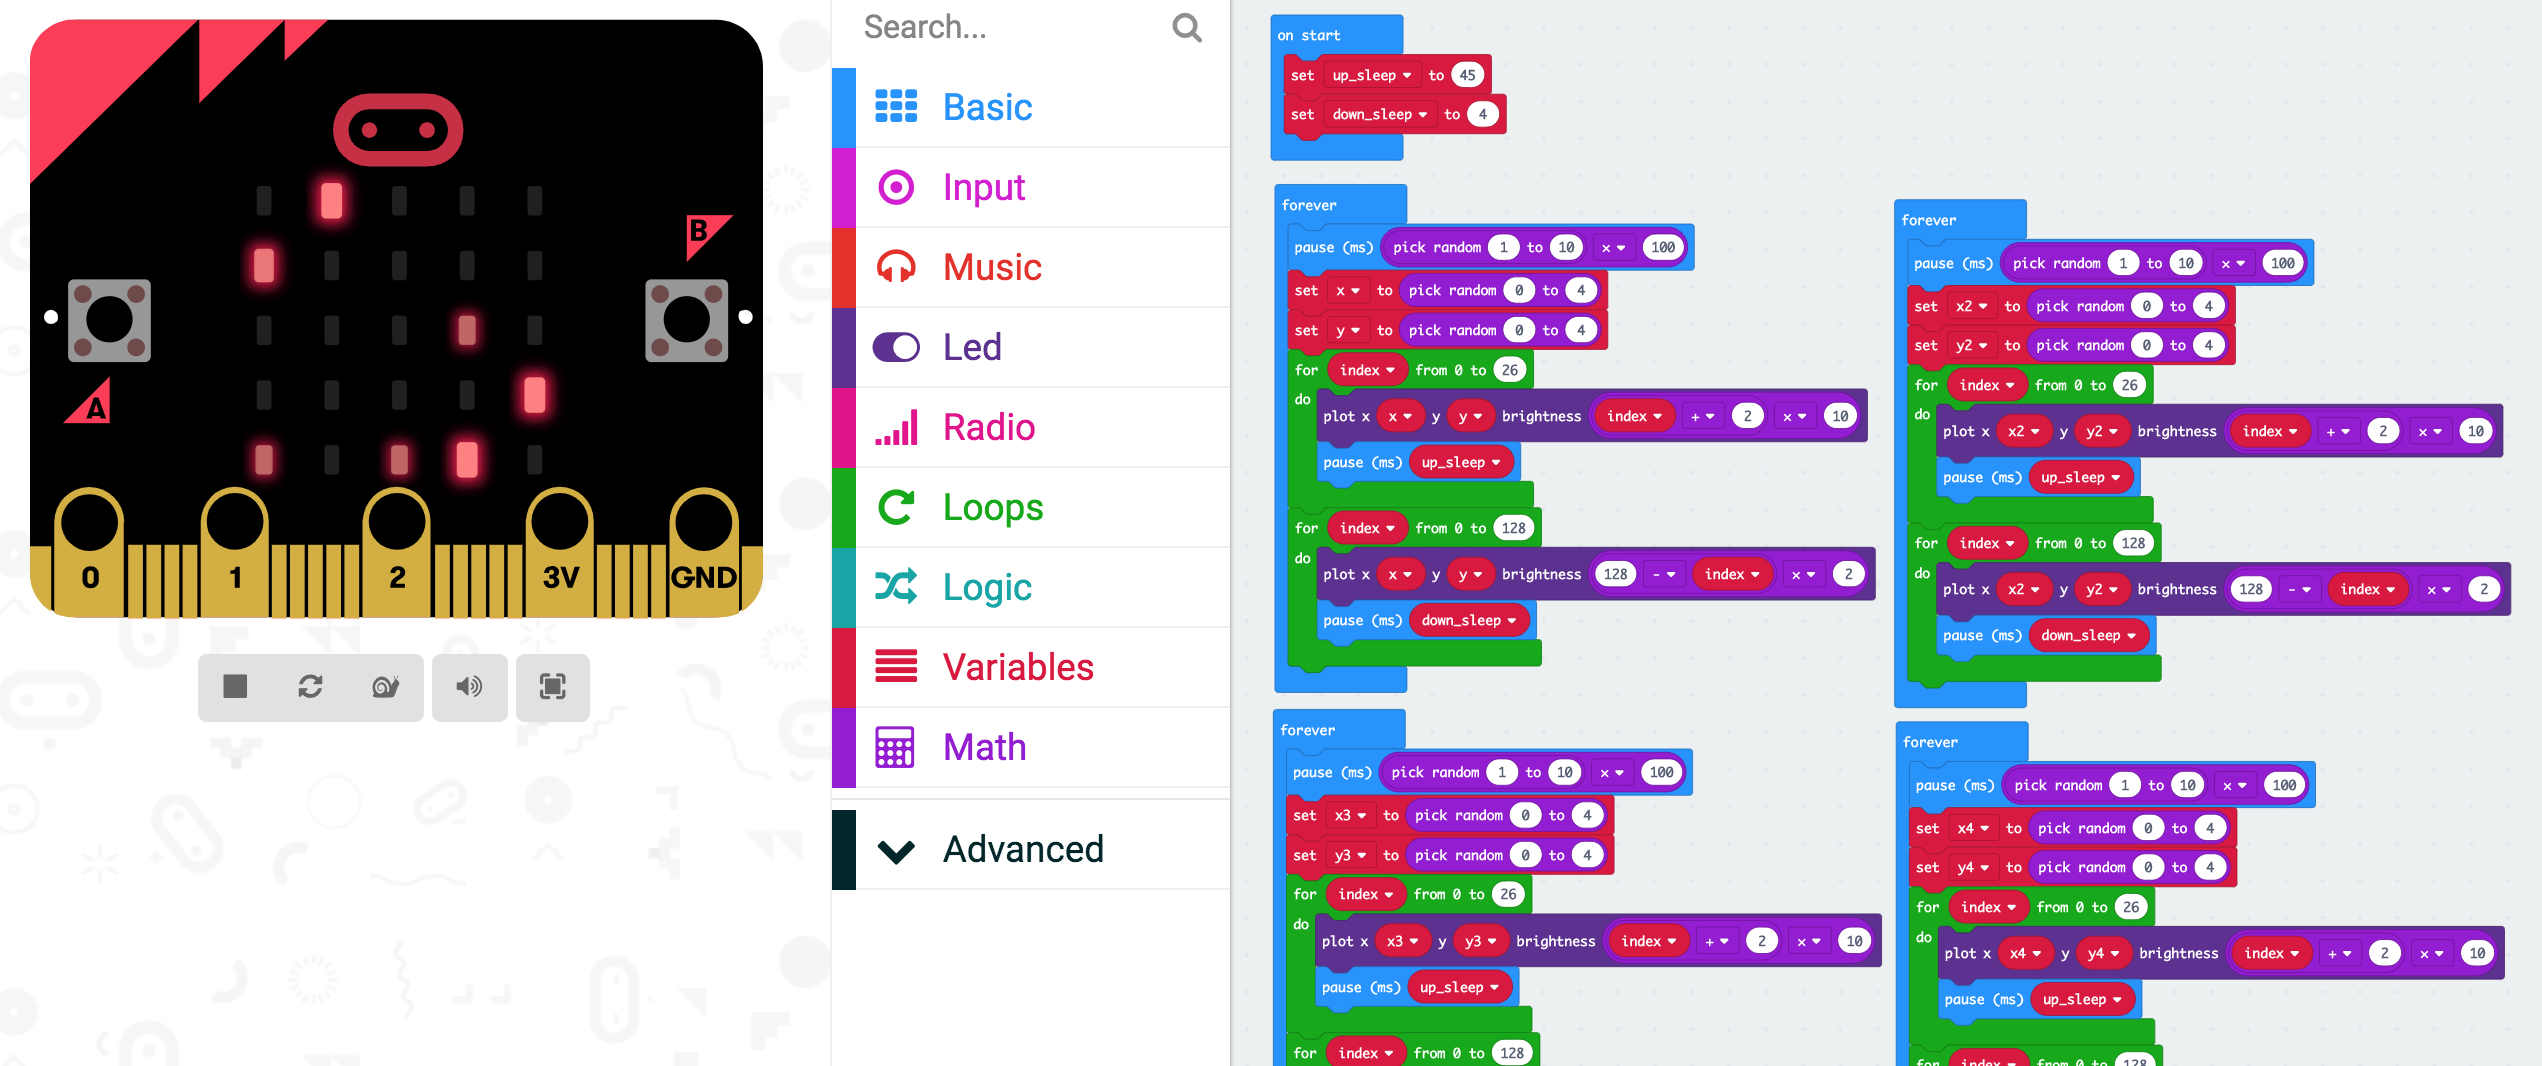 B
A
0 1 2 3V GND
Search...
Basic
Input
Music
Led
Radio
Loops
Logic
Variables
Math
Advanced
on start
set up_sleep to 45
set down_sleep to 4
forever
pause (ms) pick random 1 to 10 × 100
set x to pick random 0 to 4
set y to pick random 0 to 4
for index from 0 to 26
do
plot x x y y brightness index + 2 × 10
pause (ms) up_sleep
for index from 0 to 128
do
plot x x y y brightness 128 - index × 2
pause (ms) down_sleep
forever
pause (ms) pick random 1 to 10 × 100
set x2 to pick random 0 to 4
set y2 to pick random 0 to 4
for index from 0 to 26
do
plot x x2 y y2 brightness index + 2 × 10
pause (ms) up_sleep
for index from 0 to 128
do
plot x x2 y y2 brightness 128 - index × 2
pause (ms) down_sleep
forever
pause (ms) pick random 1 to 10 × 100
set x3 to pick random 0 to 4
set y3 to pick random 0 to 4
for index from 0 to 26
do
plot x x3 y y3 brightness index + 2 × 10
pause (ms) up_sleep
for index from 0 to 128
forever
pause (ms) pick random 1 to 10 × 100
set x4 to pick random 0 to 4
set y4 to pick random 0 to 4
for index from 0 to 26
do
plot x x4 y y4 brightness index + 2 × 10
pause (ms) up_sleep
for index from 0 to 128